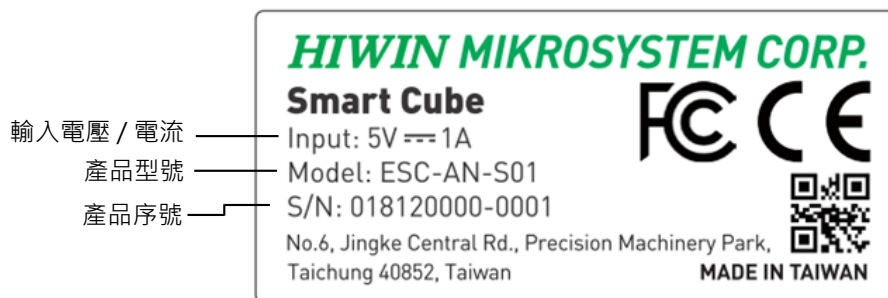 HIWIN MIKROSYSTEM CORP.
Smart Cube
FC CE
輸入電壓 / 電流
Input: 5V ⎓ 1A
產品型號
Model: ESC-AN-S01
產品序號
S/N: 018120000-0001
No.6, Jingke Central Rd., Precision Machinery Park,
Taichung 40852, Taiwan
MADE IN TAIWAN